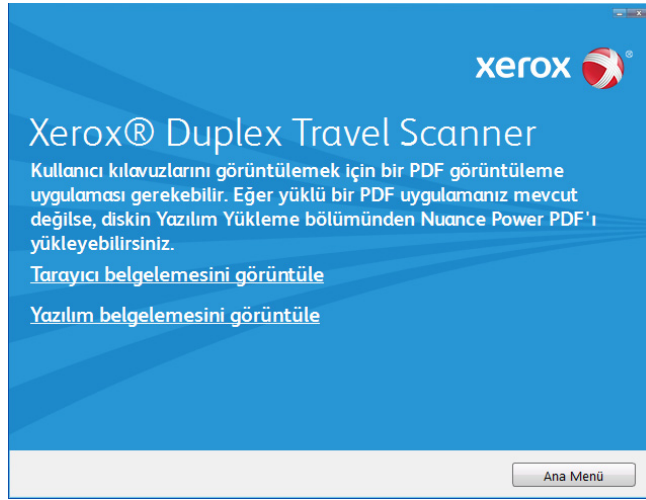 xerox®
Xerox® Duplex Travel Scanner
Kullanıcı kılavuzlarını görüntülemek için bir PDF görüntüleme
uygulaması gerekebilir. Eğer yüklü bir PDF uygulamanız mevcut
değilse, diskin Yazılım Yükleme bölümünden Nuance Power PDF'ı
yükleyebilirsiniz.
Tarayıcı belgelemesini görüntüle
Yazılım belgelemesini görüntüle
Ana Menü